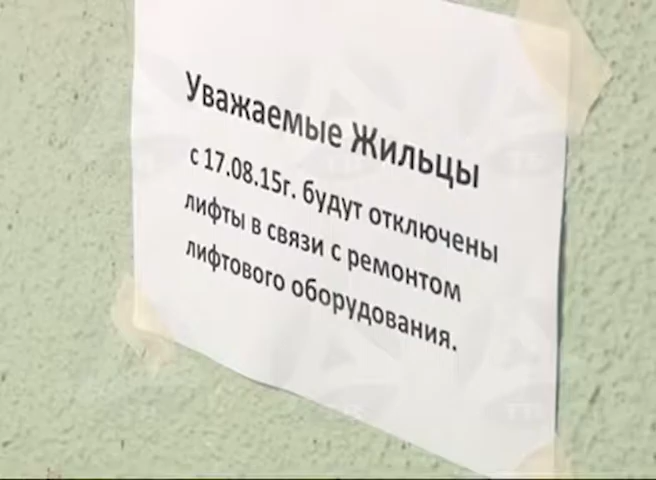 Уважаемые Жильцы
с 17.08.15г. будут отключены
лифты в связи с ремонтом
лифтового оборудования.